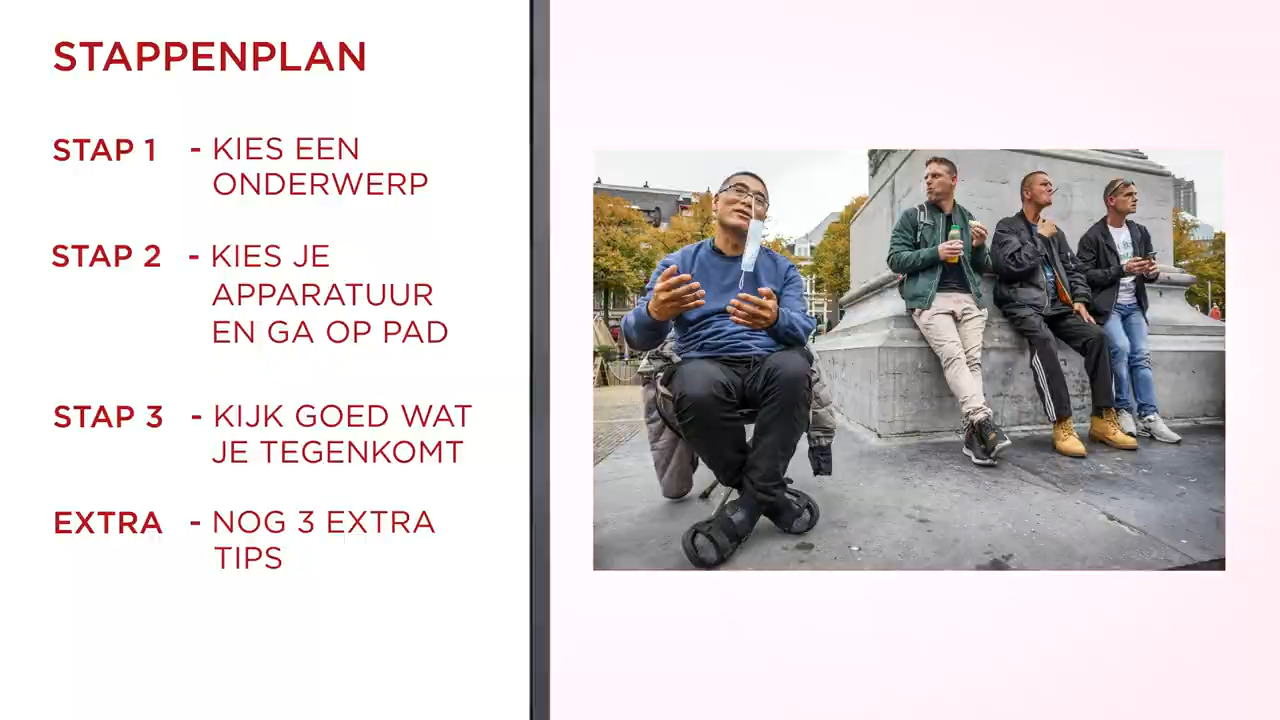 STAPPENPLAN
STAP 1 - KIES EEN
ONDERWERP
STAP 2 - KIES JE
APPARATUUR
EN GA OP PAD
STAP 3 - KIJK GOED WAT
JE TEGENKOMT
EXTRA - NOG 3 EXTRA
TIPS